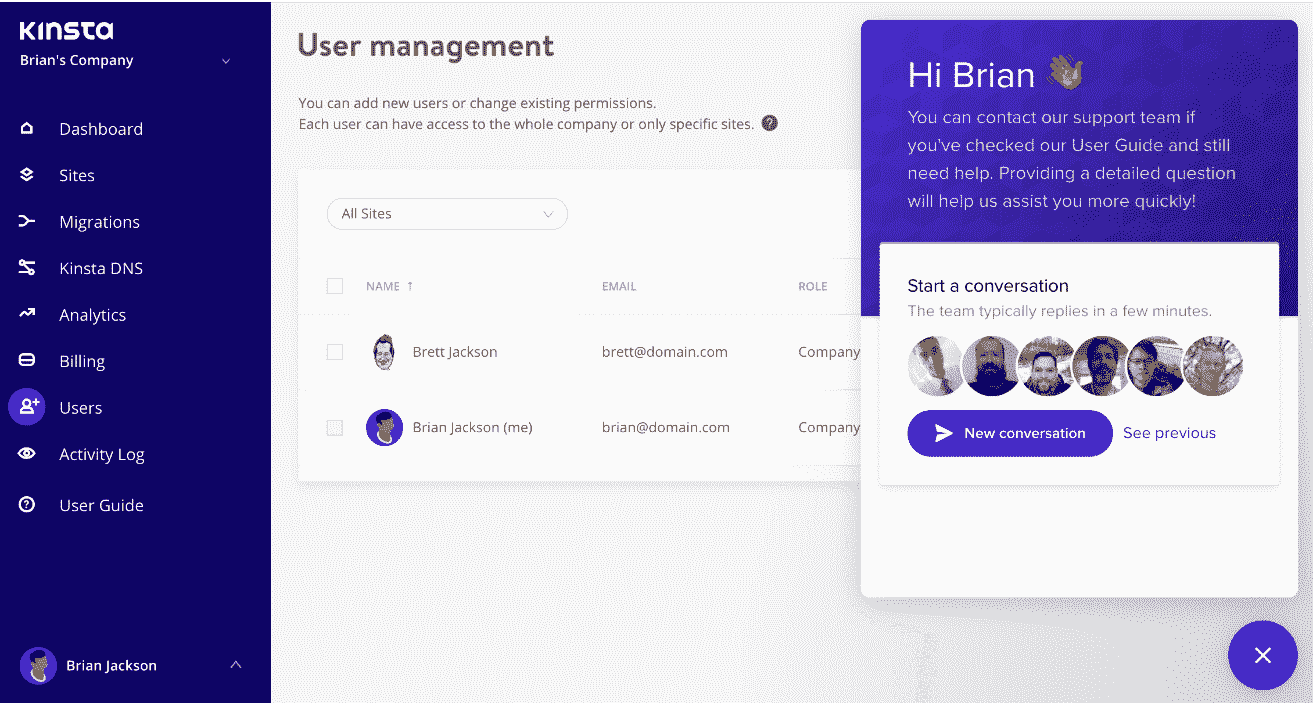 KINSTA
Brian's Company
Dashboard
Sites
Migrations
Kinsta DNS
Analytics
Billing
Users
Activity Log
User Guide
Brian Jackson
User management
You can add new users or change existing permissions.
Each user can have access to the whole company or only specific sites. ?
All Sites
NAME ↑ EMAIL ROLE
Brett Jackson brett@domain.com Company
Brian Jackson (me) brian@domain.com Company
Hi Brian 👋
You can contact our support team if
you've checked our User Guide and still
need help. Providing a detailed question
will help us assist you more quickly!
Start a conversation
The team typically replies in a few minutes.
New conversation See previous